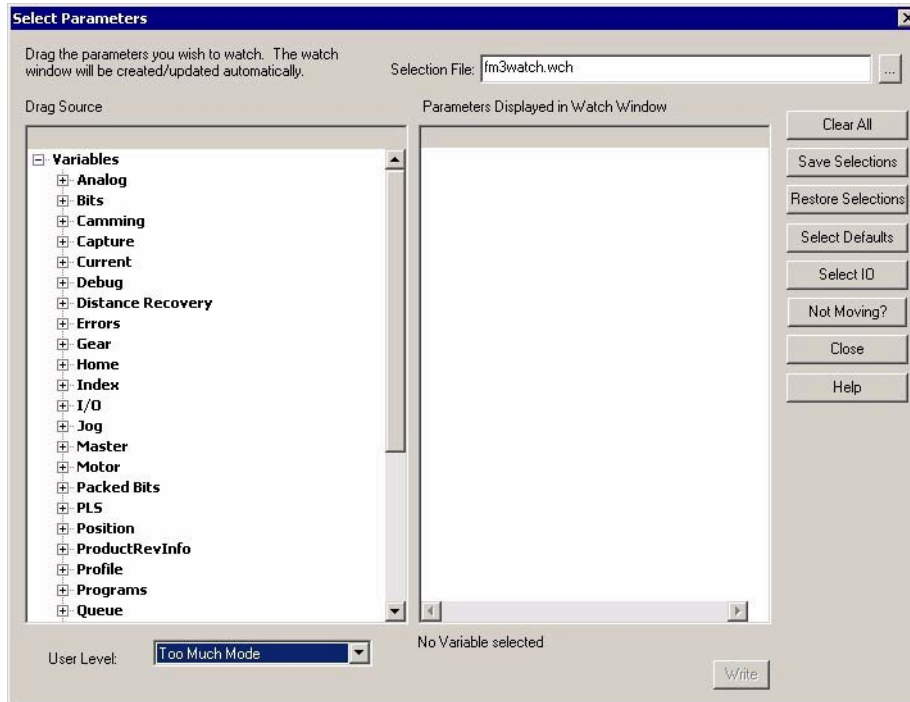 Select Parameters
Drag the parameters you wish to watch. The watch
window will be created/updated automatically.
Selection File:
fm3watch.wch
...
Drag Source
Parameters Displayed in Watch Window
Variables
Analog
Bits
Camming
Capture
Current
Debug
Distance Recovery
Errors
Gear
Home
Index
I/O
Jog
Master
Motor
Packed Bits
PLS
Position
ProductRevInfo
Profile
Programs
Queue
Clear All
Save Selections
Restore Selections
Select Defaults
Select IO
Not Moving?
Close
Help
User Level:
Too Much Mode
No Variable selected
Write